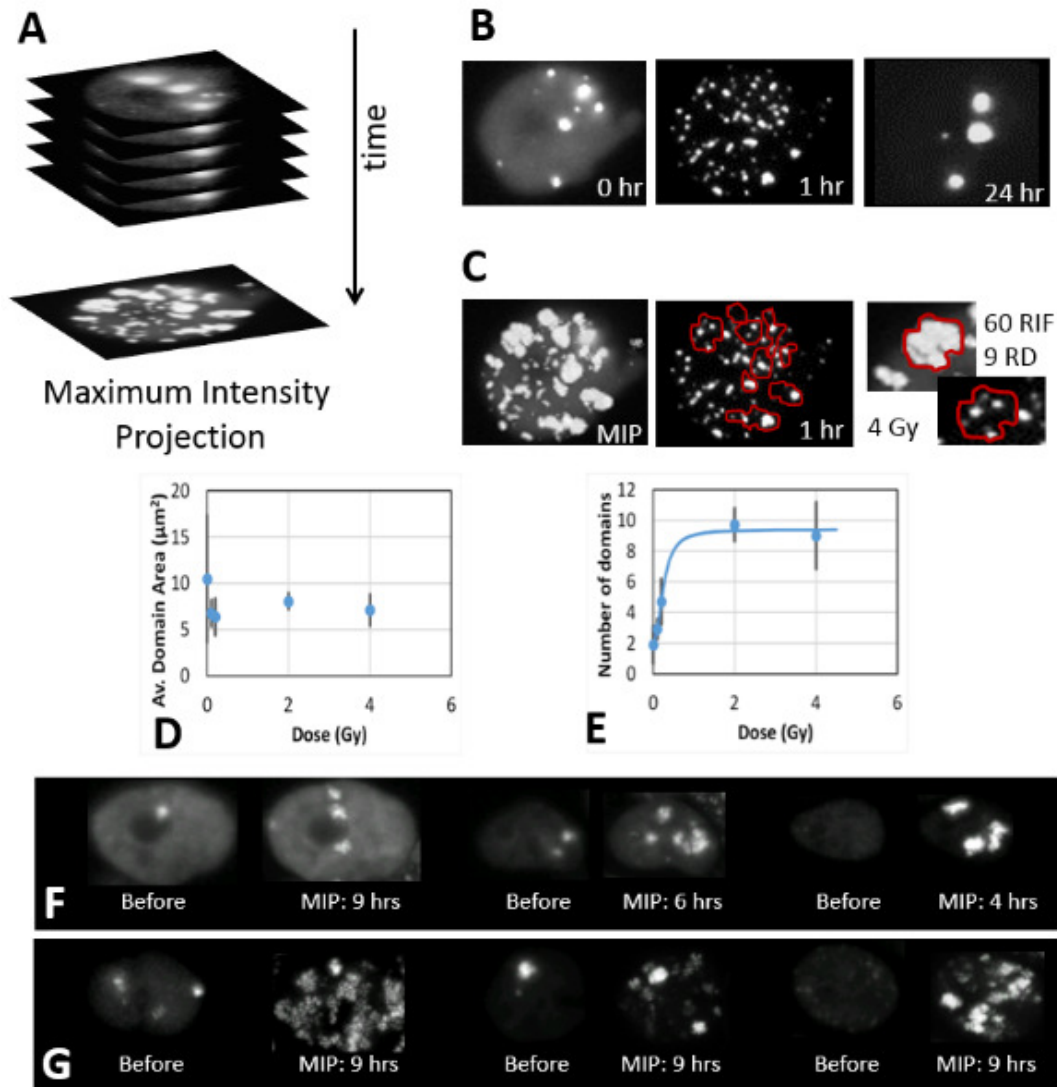 A
time
Maximum Intensity
Projection
B
0 hr
1 hr
24 hr
C
MIP
1 hr
60 RIF
9 RD
4 Gy
20
15
10
5
0
Av. Domain Area (µm²)
0
2
4
6
Dose (Gy)
D
12
10
8
6
4
2
0
Number of domains
0
2
4
6
Dose (Gy)
E
F
Before
MIP: 9 hrs
Before
MIP: 6 hrs
Before
MIP: 4 hrs
G
Before
MIP: 9 hrs
Before
MIP: 9 hrs
Before
MIP: 9 hrs